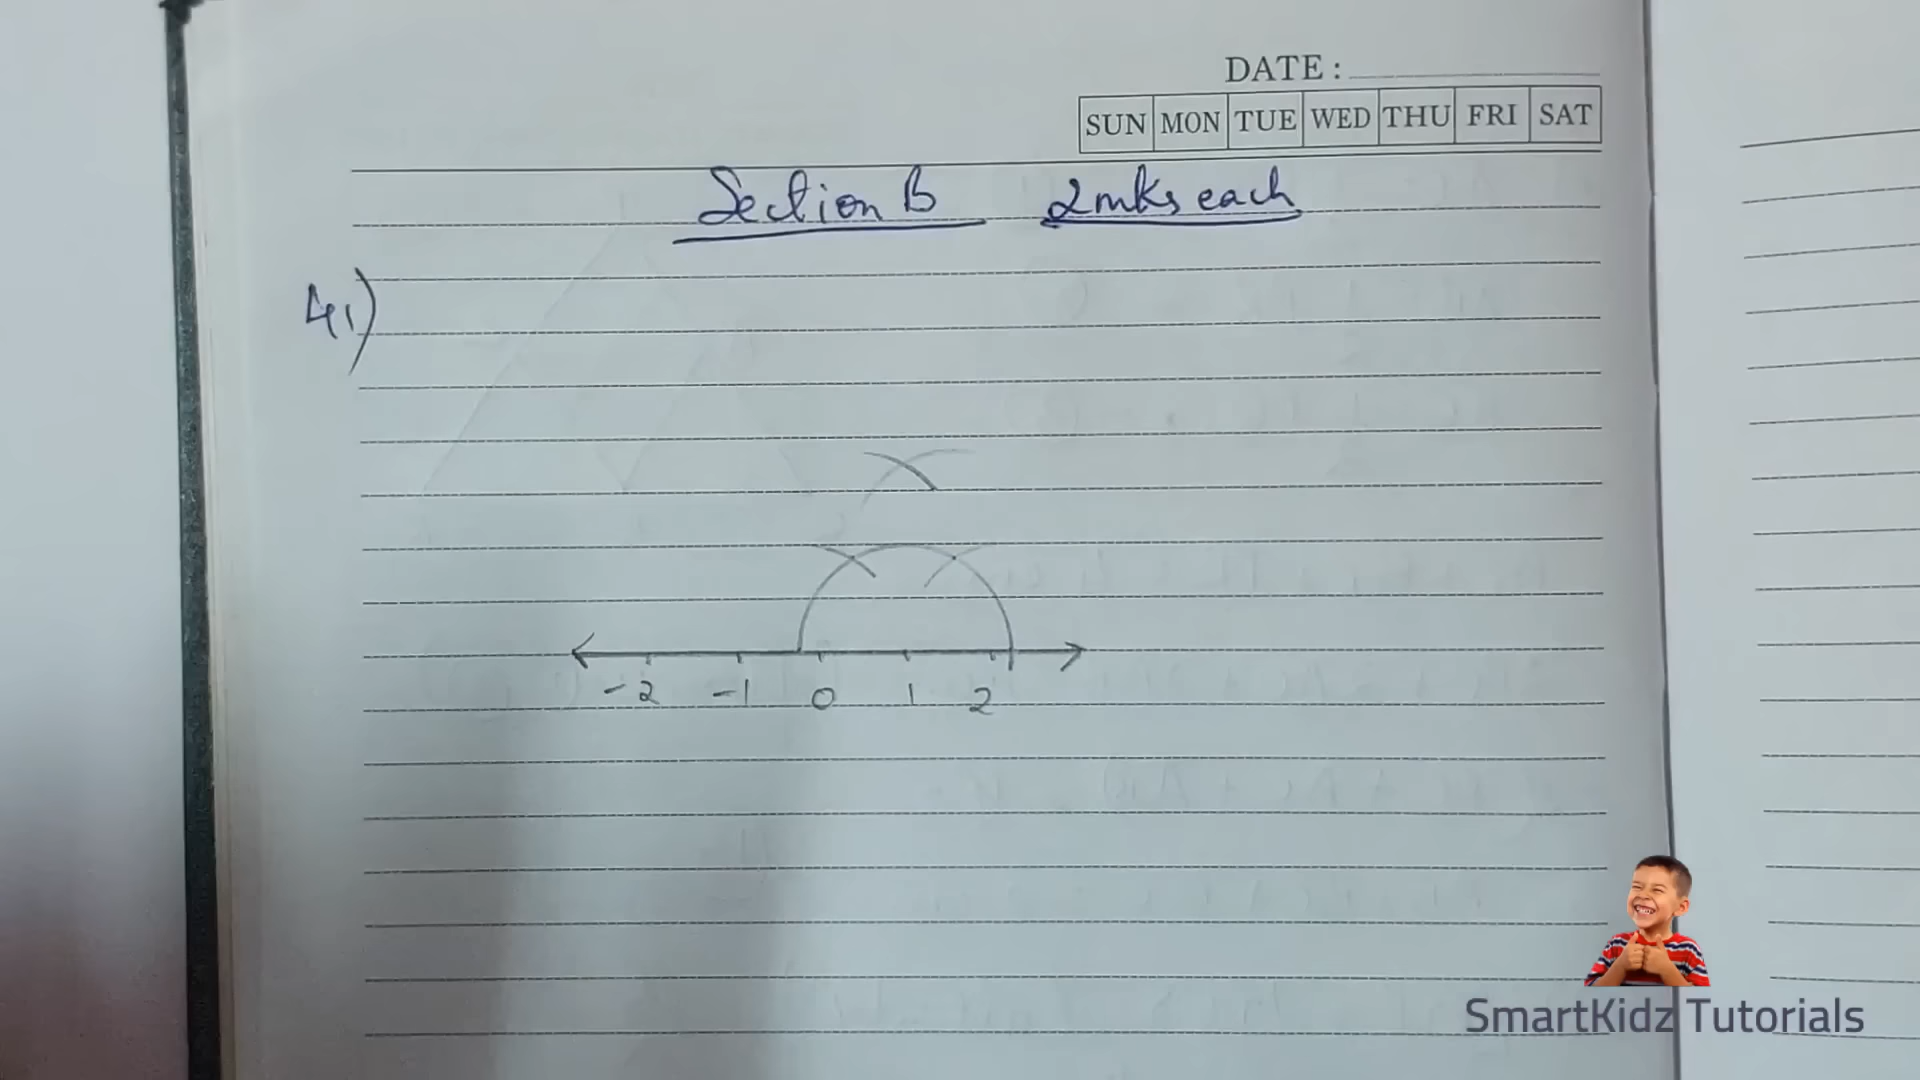 DATE :
SUN MON TUE WED THU FRI SAT
Section B 2mks each
41)
-2 -1 0 1 2
SmartKidz Tutorials